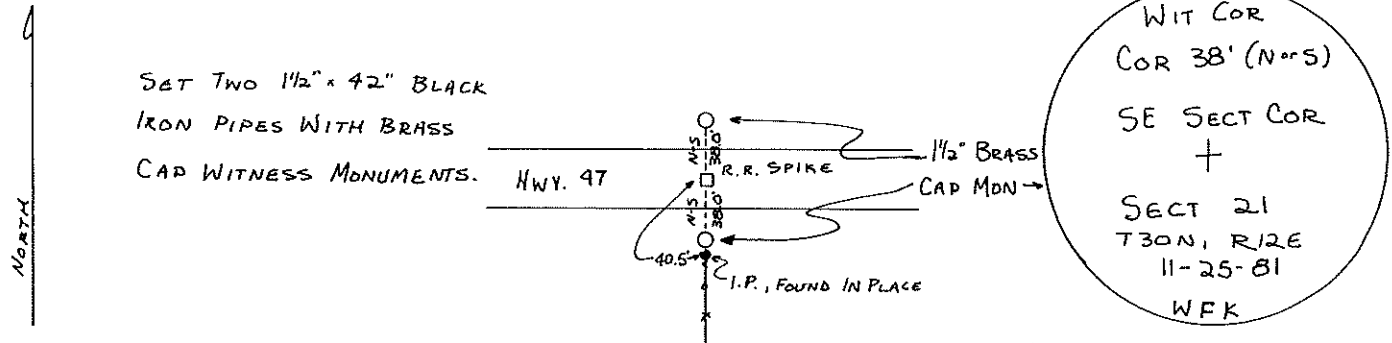 SET TWO 1½" x 42" BLACK
IRON PIPES WITH BRASS
CAP WITNESS MONUMENTS.
NORTH
HWY. 47
N-S
38.0'
R.R. SPIKE
N-S
38.0'
40.5'
I.P., FOUND IN PLACE
1½" BRASS
CAP MON
WIT COR
COR 38' (N or S)
SE SECT COR
SECT 21
T30N, R12E
11-25-81
WFK